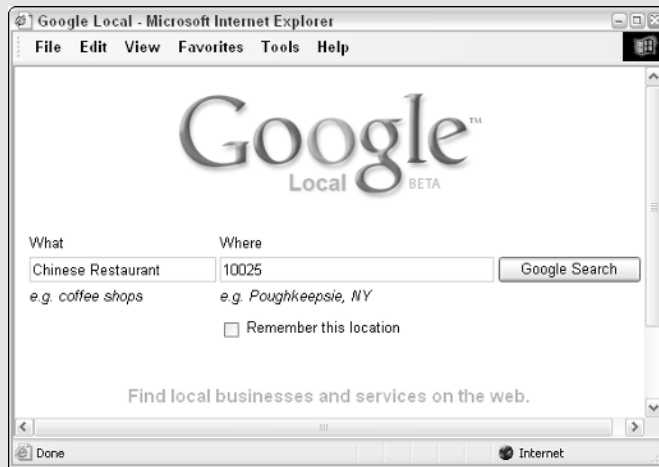 Google Local - Microsoft Internet Explorer
File Edit View Favorites Tools Help
Google™
Local BETA
What Where
Chinese Restaurant 10025 Google Search
e.g. coffee shops e.g. Poughkeepsie, NY
Remember this location
Find local businesses and services on the web.
Done Internet